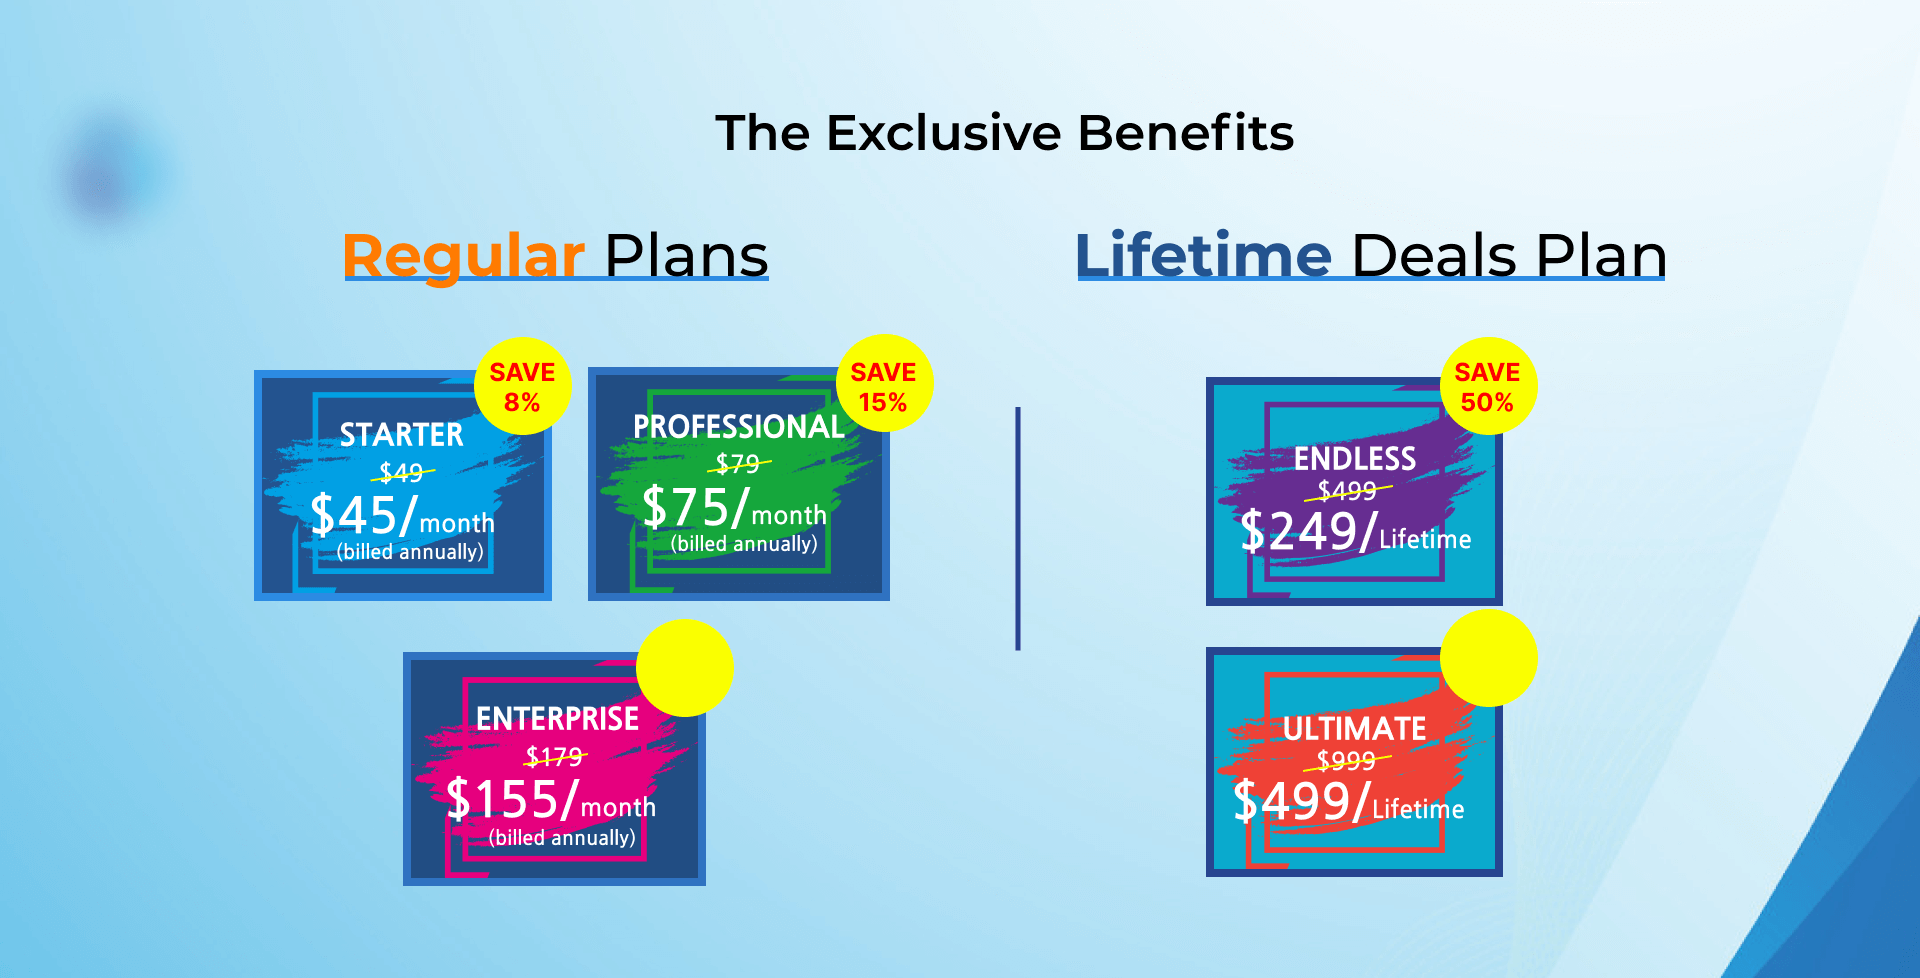 The Exclusive Benefits
Regular Plans
SAVE
8%
STARTER
$49
$45/month
(billed annually)
SAVE
15%
PROFESSIONAL
$79
$75/month
(billed annually)
ENTERPRISE
$179
$155/month
(billed annually)
Lifetime Deals Plan
SAVE
50%
ENDLESS
$499
$249/Lifetime
ULTIMATE
$999
$499/Lifetime